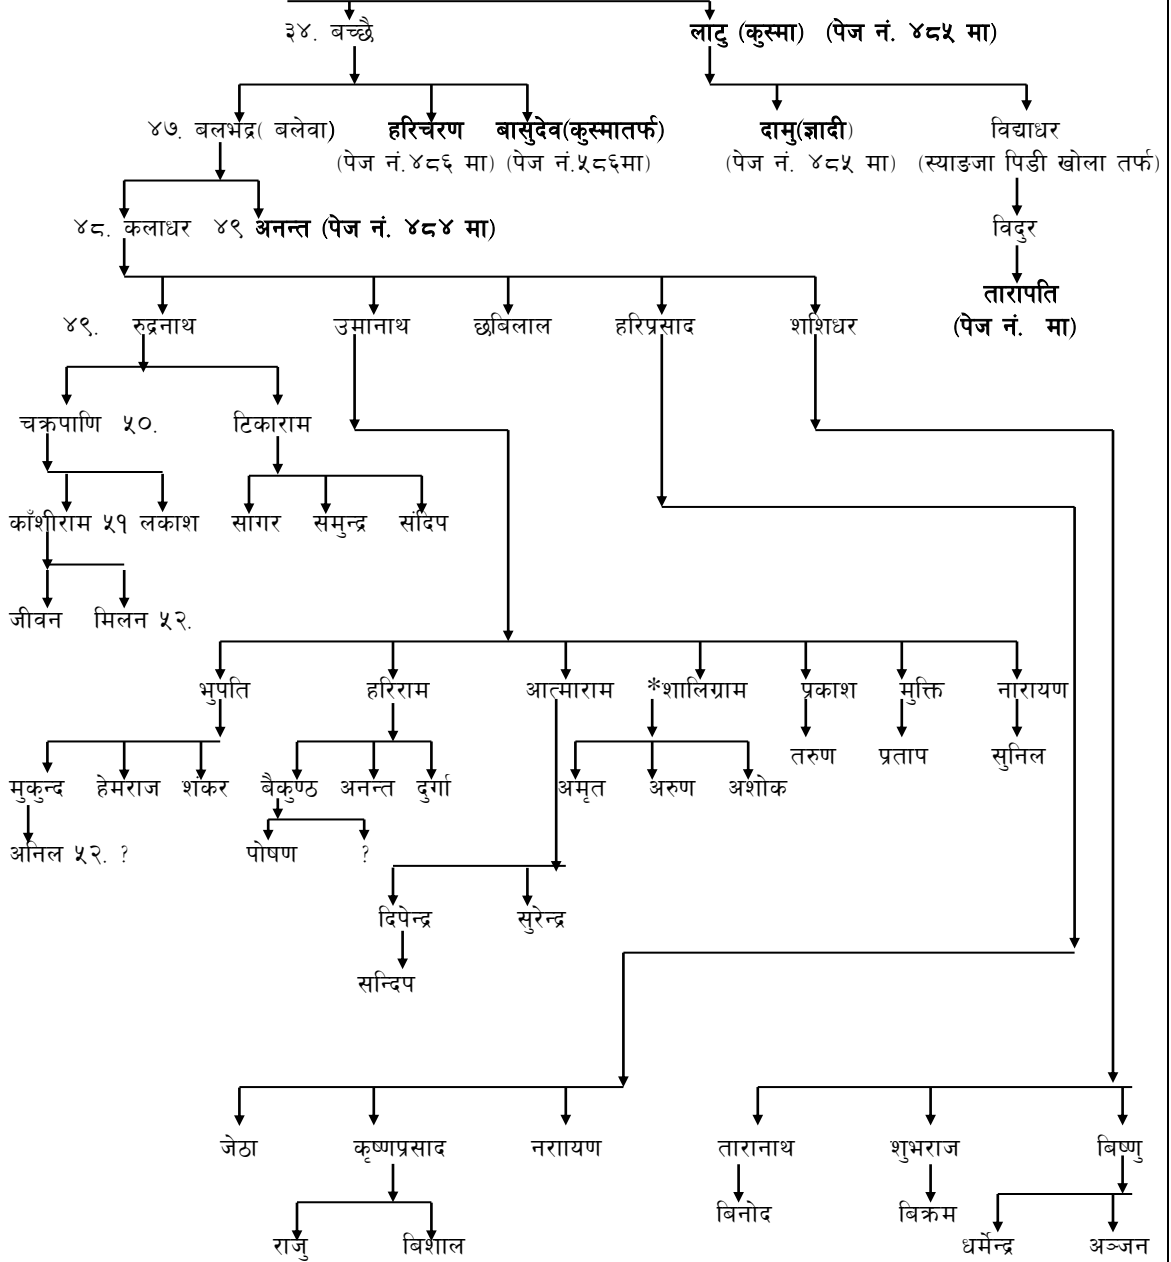 ३४. बच्छै लाटु (कुस्मा) (पेज नं. ४८५ मा)
४७. बलभद्र( बलेवा) हरिचरण बासुदेव(कुस्मातर्फ) दामु(ज्ञादी) विद्याधर
(पेज नं.४८६ मा) (पेज नं.५८६मा) (पेज नं. ४८५ मा) (स्याङजा पिडी खोला तर्फ)
४८. कलाधर ४९ अनन्त (पेज नं. ४८४ मा) विदुर
तारापति
४९. रुद्रनाथ उमानाथ छबिलाल हरिप्रसाद शशिधर (पेज नं. मा)
चक्रपाणि ५०. टिकाराम
काँशीराम ५१ लकाश सागर समुन्द्र संदिप
जीवन मिलन ५२.
भुपति हरिराम आत्माराम *शालिग्राम प्रकाश मुक्ति नारायण
तरुण प्रताप सुनिल
मुकुन्द हेमराज शंकर बैकुण्ठ अनन्त दुर्गा अमृत अरुण अशोक
अनिल ५२. ? पोषण ?
दिपेन्द्र सुरेन्द्र
सन्दिप
जेठा कृष्णप्रसाद नराायण तारानाथ शुभराज बिष्णु
बिनोद बिक्रम
राजु बिशाल धर्मेन्द्र अञ्जन